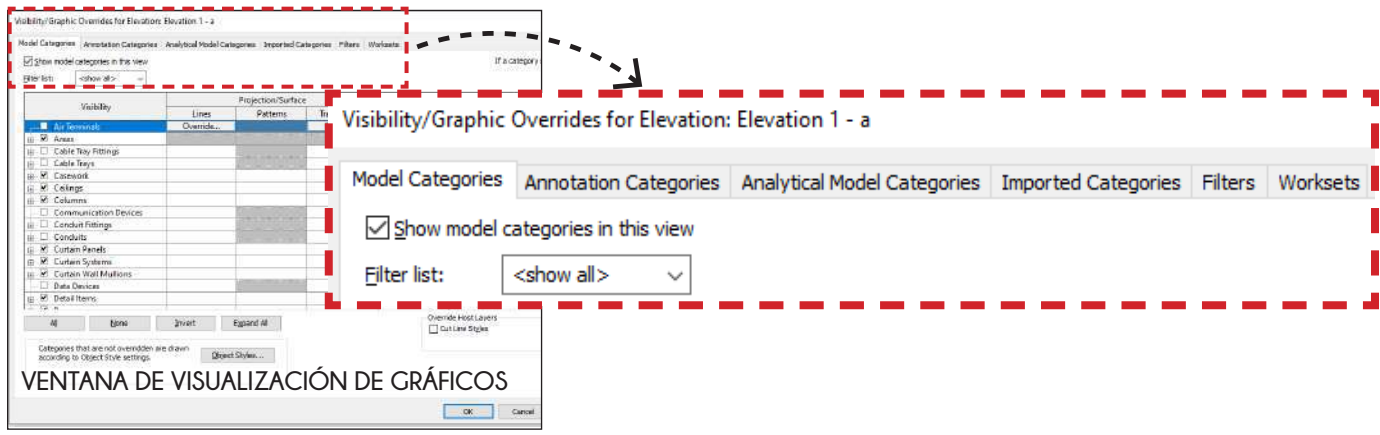 Visibility/Graphic Overrides for Elevation: Elevation 1 - a
Model Categories Annotation Categories Analytical Model Categories Imported Categories Filters Worksets
Show model categories in this view
If a category
Filter list: <show all>
Visibility
Projection/Surface
Lines Patterns
Air Terminals Override...
Areas
Cable Tray Fittings
Cable Trays
Casework
Ceilings
Columns
Communication Devices
Conduit Fittings
Conduits
Curtain Panels
Curtain Systems
Curtain Wall Mullions
Data Devices
Detail Items
All None Invert Expand All
Override Host Layers
Cut Line Styles
Categories that are not overridden are drawn
according to Object Style settings.
Object Styles...
VENTANA DE VISUALIZACIÓN DE GRÁFICOS
OK Cancel
Visibility/Graphic Overrides for Elevation: Elevation 1 - a
Model Categories Annotation Categories Analytical Model Categories Imported Categories Filters Worksets
Show model categories in this view
Filter list: <show all>